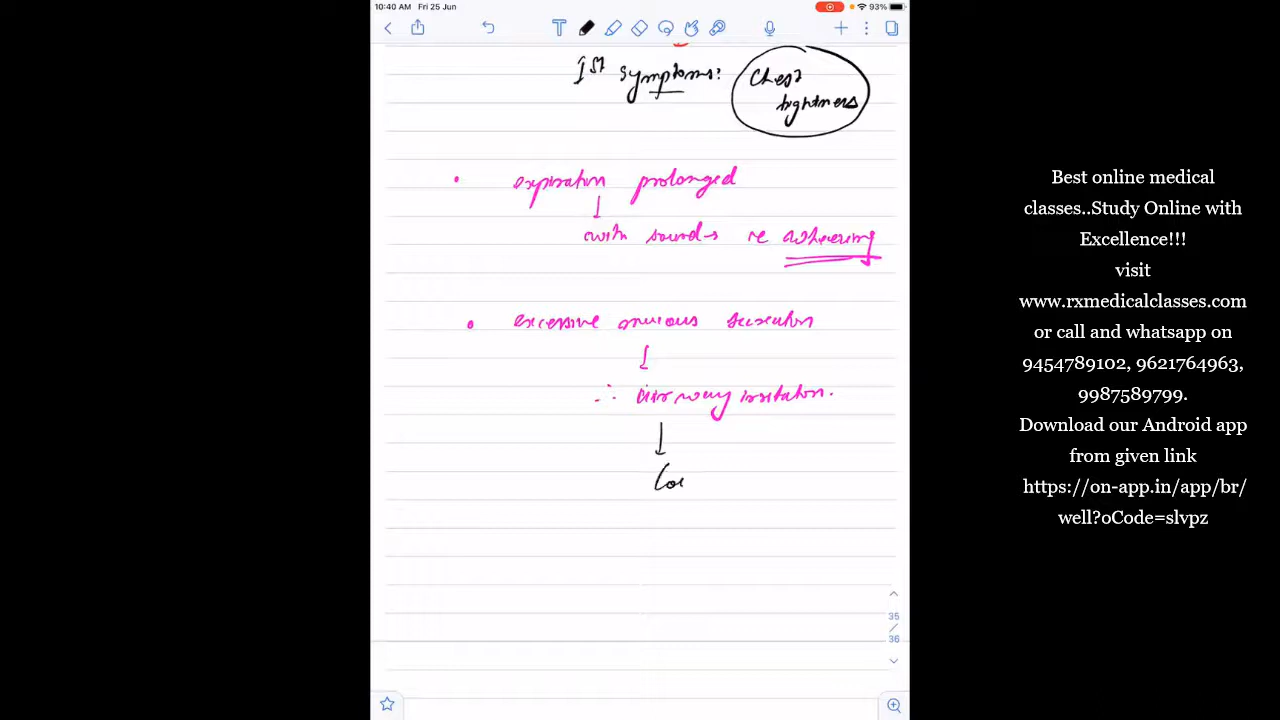 10:40 AM Fri 25 Jun
93%
Ist symptoms: Chest tightness
• expiration prolonged
with sounds ie wheezing
• excessive mucous secretion
∴ airway irritation.
Co
35
36
Best online medical
classes..Study Online with
Excellence!!!
visit
www.rxmedicalclasses.com
or call and whatsapp on
9454789102, 9621764963,
9987589799.
Download our Android app
from given link
https://on-app.in/app/br/
well?oCode=slvpz